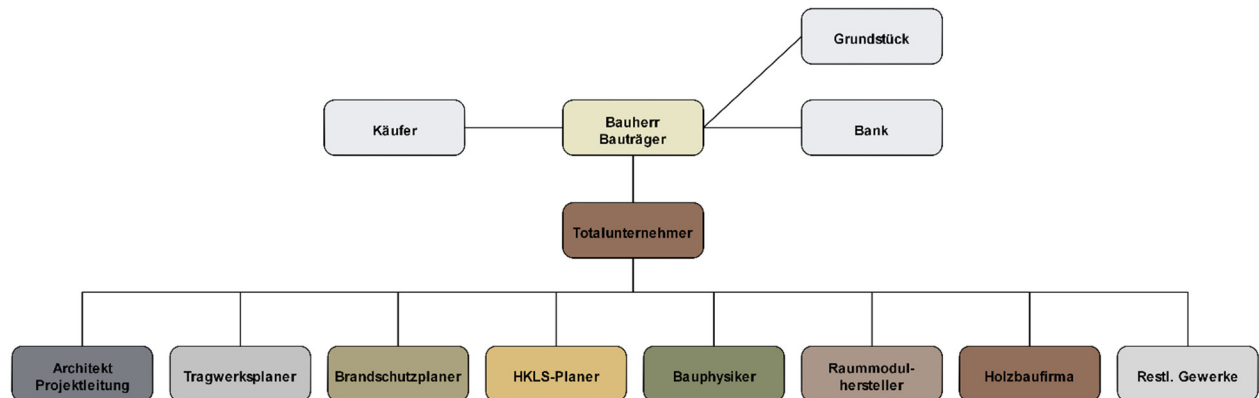 Grundstück
Käufer
Bauherr
Bauträger
Bank
Totalunternehmer
Architekt
Projektleitung
Tragwerksplaner
Brandschutzplaner
HKLS-Planer
Bauphysiker
Raummodul-
hersteller
Holzbaufirma
Restl. Gewerke